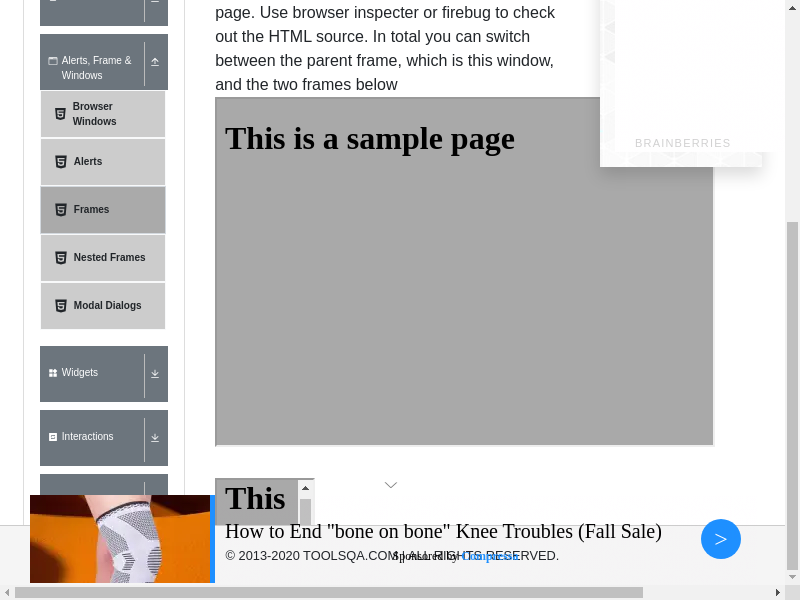 page. Use browser inspecter or firebug to check
out the HTML source. In total you can switch
between the parent frame, which is this window,
and the two frames below
Alerts, Frame &
Windows
Browser
Windows
Alerts
Frames
Nested Frames
Modal Dialogs
Widgets
Interactions
This is a sample page
BRAINBERRIES
This
How to End "bone on bone" Knee Troubles (Fall Sale)
>
© 2013-2020 TOOLSQA.COM | ALL RIGHTS RESERVED.
Sponsored by